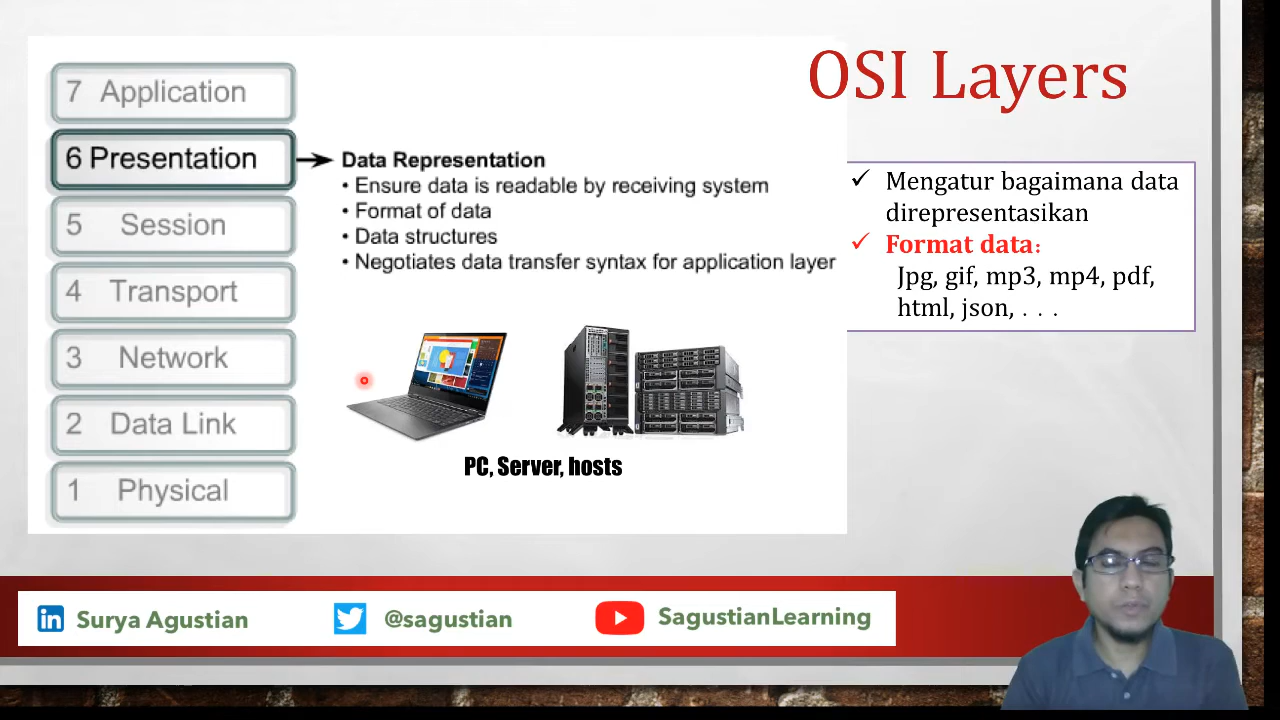 OSI Layers
7 Application
6 Presentation
5 Session
4 Transport
3 Network
2 Data Link
1 Physical
Data Representation
• Ensure data is readable by receiving system
• Format of data
• Data structures
• Negotiates data transfer syntax for application layer
PC, Server, hosts
✓ Mengatur bagaimana data
direpresentasikan
✓ Format data:
Jpg, gif, mp3, mp4, pdf,
html, json, . . .
in Surya Agustian
@sagustian
SagustianLearning